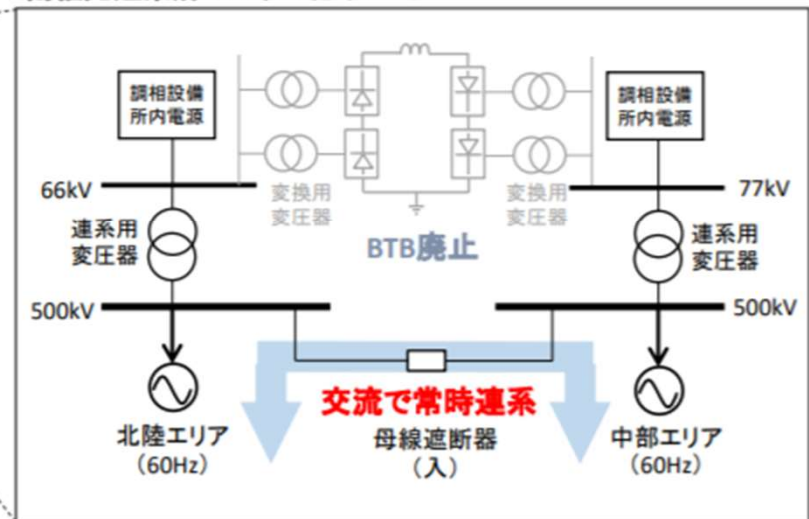 調相設備
所内電源
調相設備
所内電源
66kV
変換用
変圧器
変換用
変圧器
77kV
連系用
変圧器
BTB廃止
連系用
変圧器
500kV
500kV
交流で常時連系
北陸エリア
（60Hz）
母線遮断器
（入）
中部エリア
（60Hz）